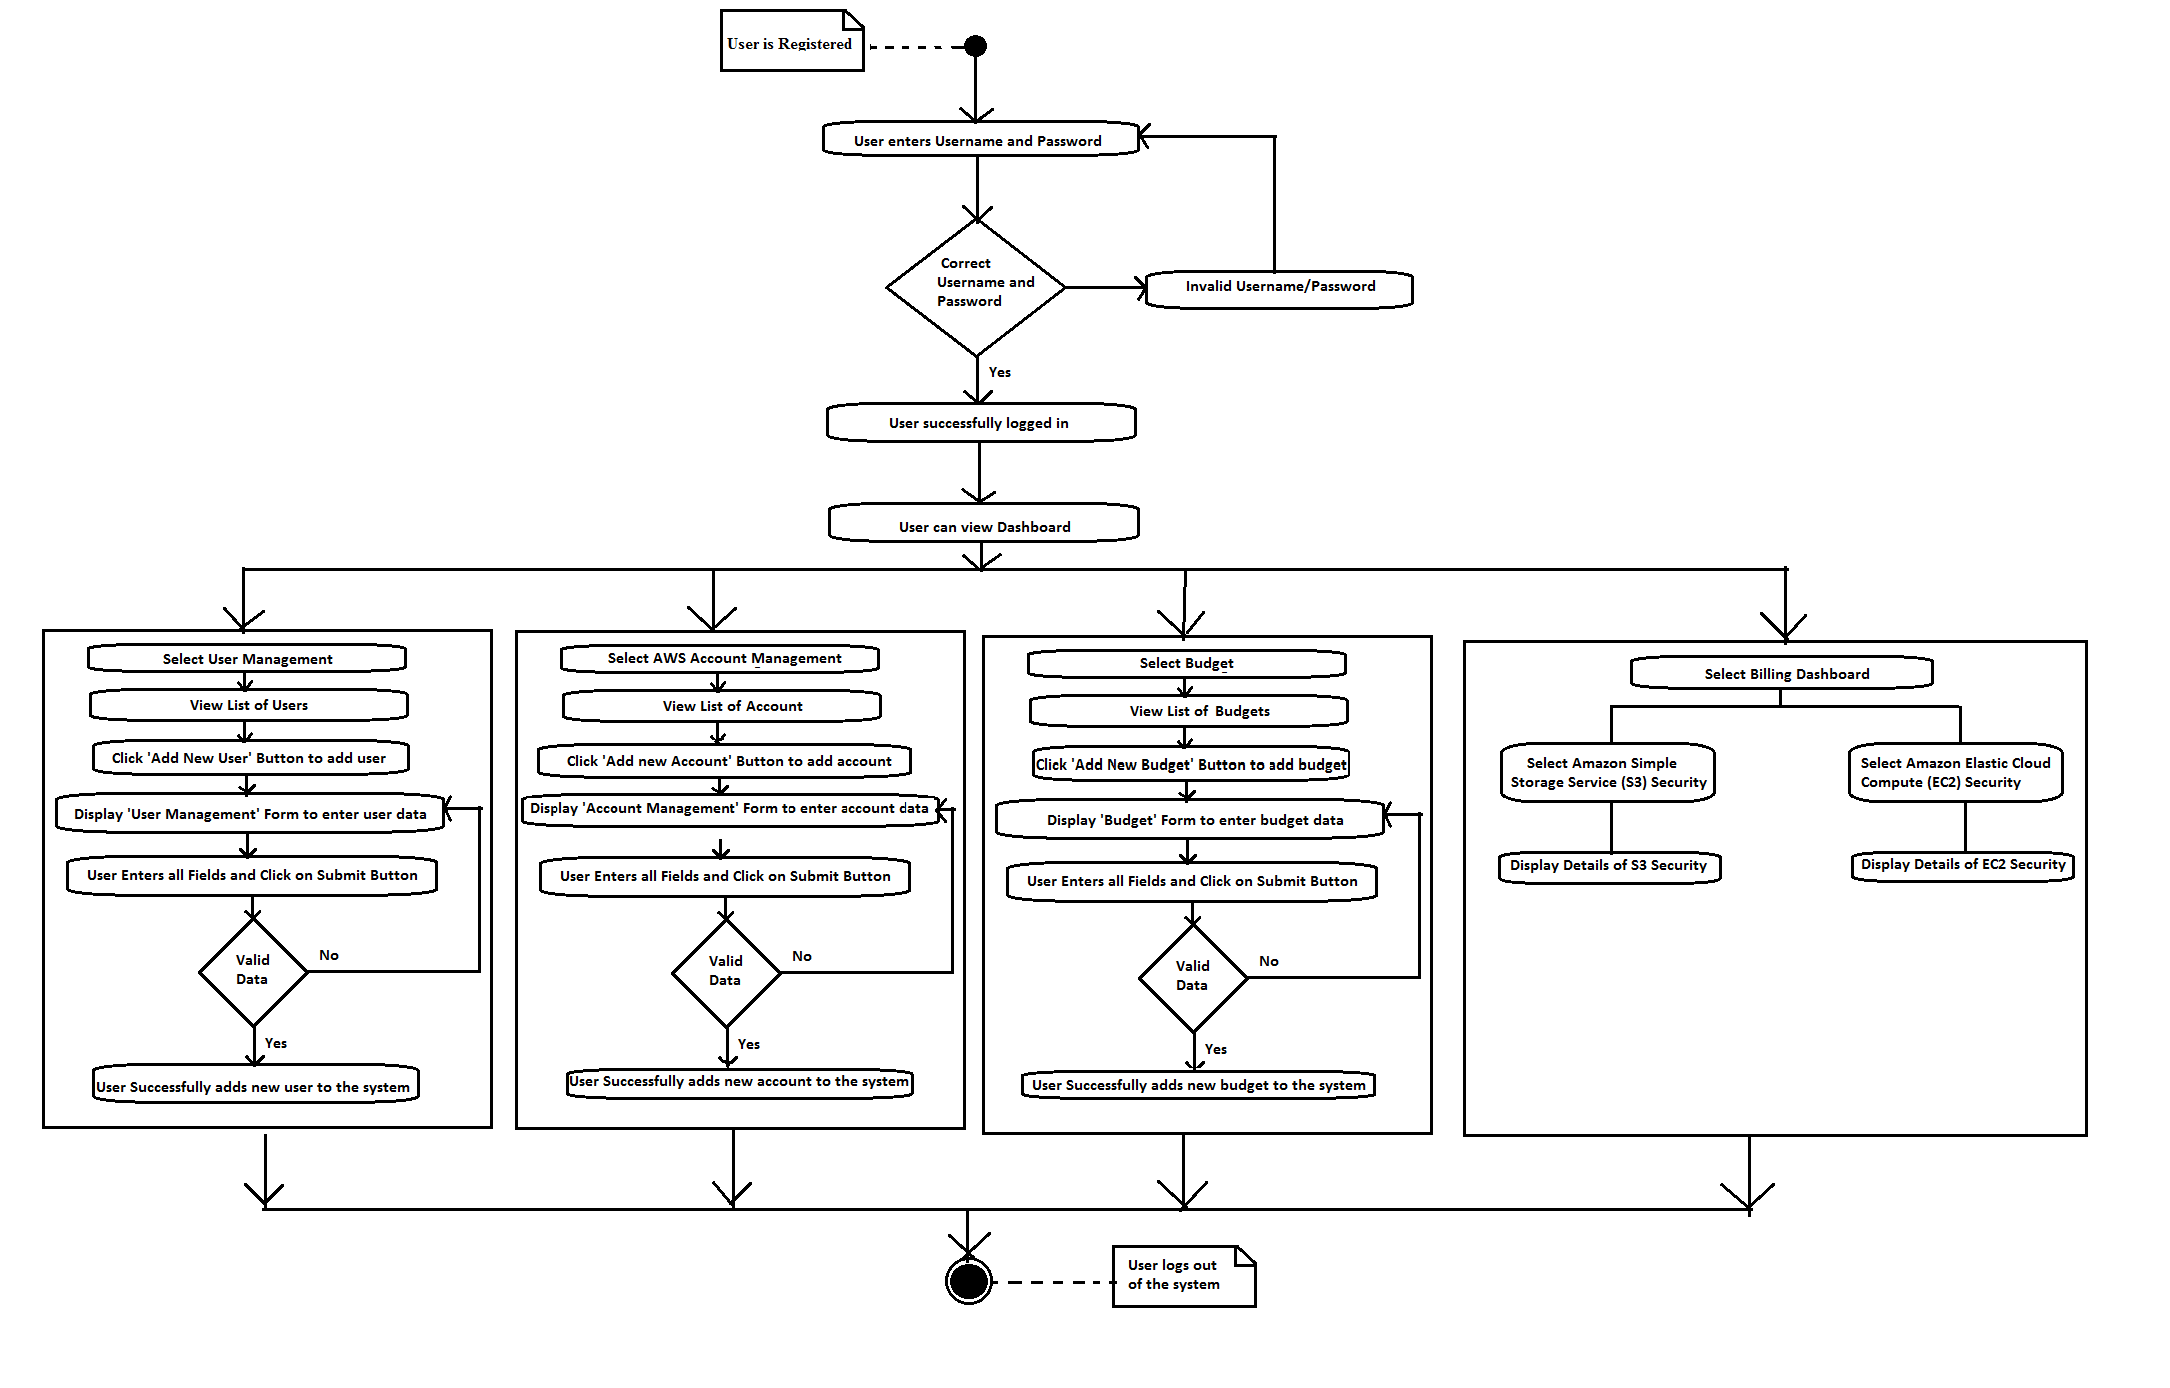 User is Registered
User enters Username and Password
Correct
Username and
Password
Invalid Username/Password
Yes
User successfully logged in
User can view Dashboard
Select User Management
View List of Users
Click 'Add New User' Button to add user
Display 'User Management' Form to enter user data
User Enters all Fields and Click on Submit Button
Valid
Data
No
Yes
User Successfully adds new user to the system
Select AWS Account Management
View List of Account
Click 'Add new Account' Button to add account
Display 'Account Management' Form to enter account data
User Enters all Fields and Click on Submit Button
Valid
Data
No
Yes
User Successfully adds new account to the system
Select Budget
View List of Budgets
Click 'Add New Budget' Button to add budget
Display 'Budget' Form to enter budget data
User Enters all Fields and Click on Submit Button
Valid
Data
No
Yes
User Successfully adds new budget to the system
Select Billing Dashboard
Select Amazon Simple
Storage Service (S3) Security
Display Details of S3 Security
Select Amazon Elastic Cloud
Compute (EC2) Security
Display Details of EC2 Security
User logs out
of the system